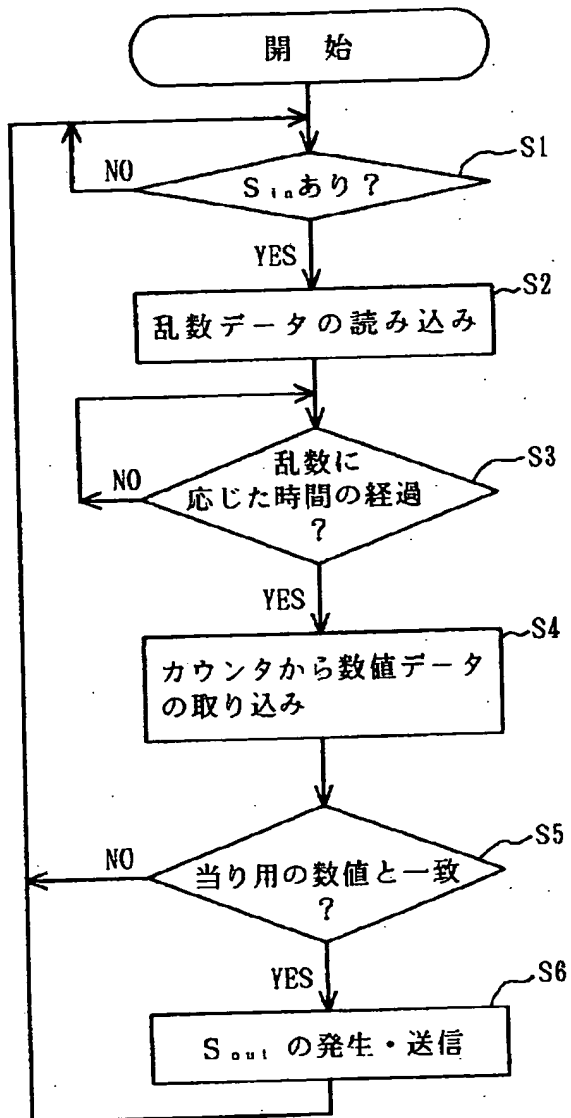 開 始
S1
NO
S inあり?
YES
S2
乱数データの読み込み
S3
NO
乱数に
応じた時間の経過
?
YES
S4
カウンタから数値データ
の取り込み
S5
NO
当り用の数値と一致
?
YES
S6
S out の発生・送信